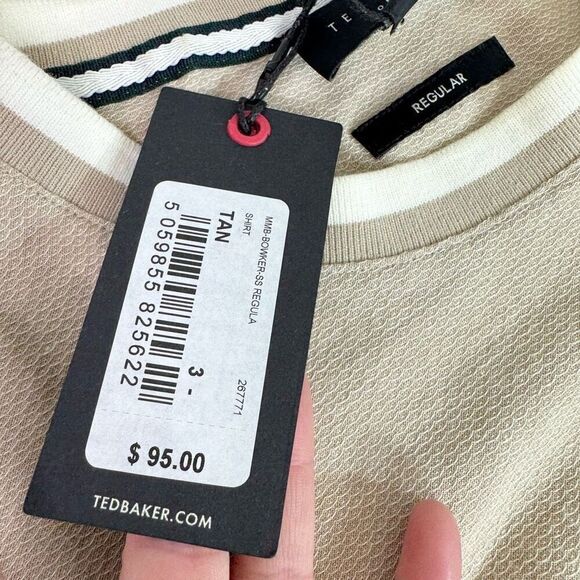 TE
REGULAR
MMB-BOWKER-SS REGULA
267771
SHIRT
TAN
3 -
5 059855 825622
$ 95.00
TEDBAKER.COM